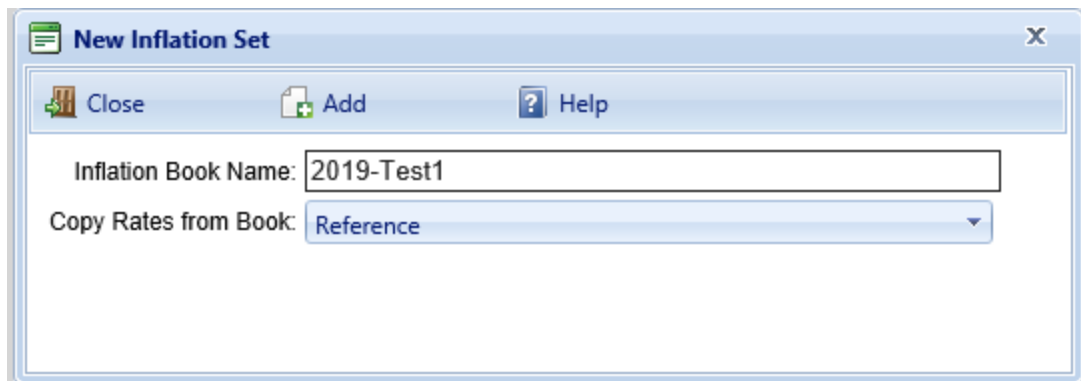 New Inflation Set
Close Add Help
Inflation Book Name: 2019-Test1
Copy Rates from Book: Reference